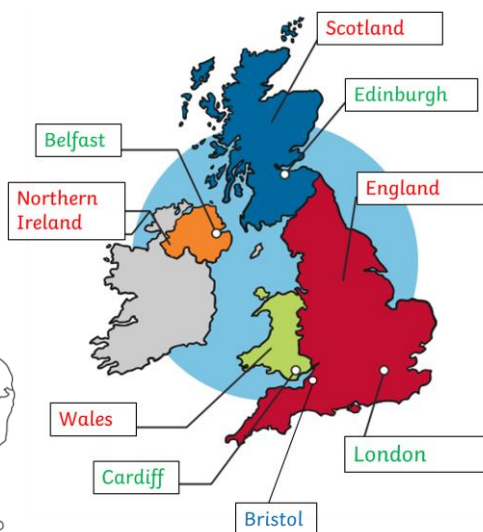 Scotland
Edinburgh
Belfast
Northern
Ireland
England
Wales
London
Cardiff
Bristol